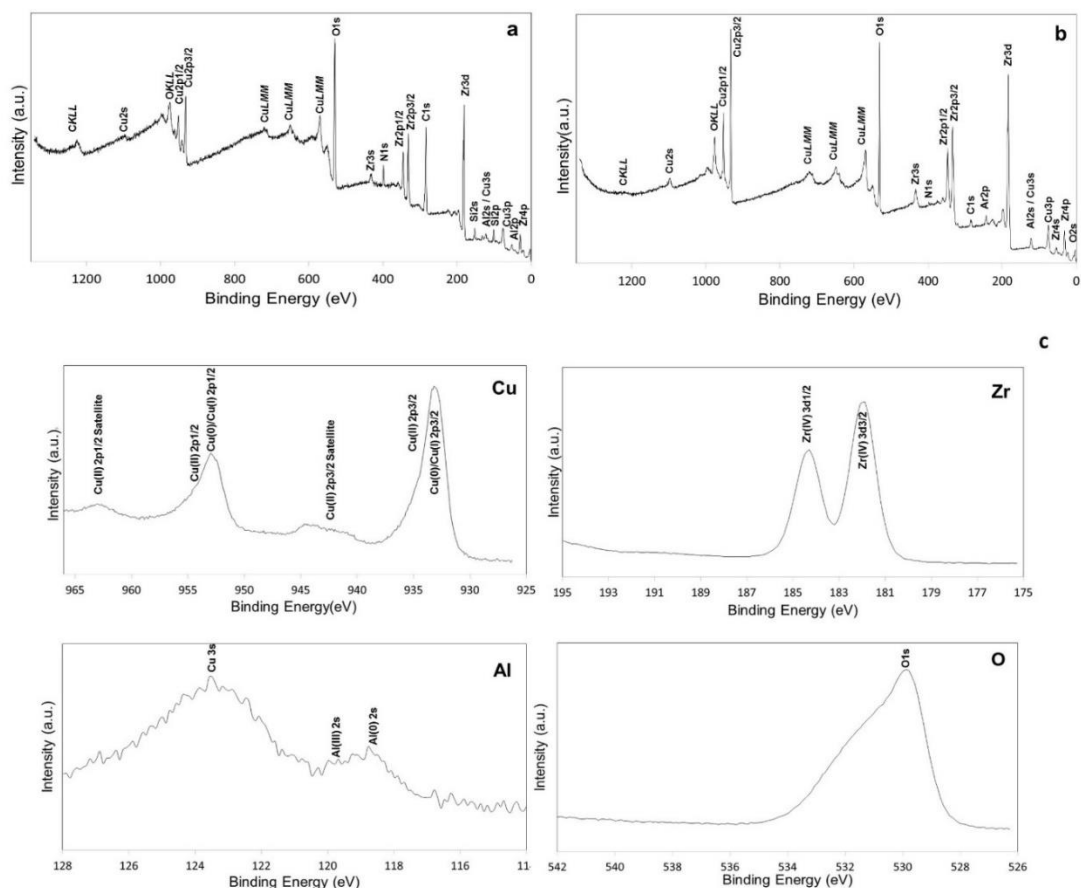 a
Intensity (a.u.)
CKLL
Cu2s
OKLL
Cu2p1/2
Cu2p3/2
CuLMM
CuLMM
CuLMM
O1s
Zr3s
N1s
Zr2p1/2
Zr2p3/2
C1s
Zr3d
Si2s
Al2s / Cu3s
Si2p
Cu3p
Al2p
Zr4p
1200
1000
800
600
400
200
0
Binding Energy (eV)
b
Intensity(a.u.)
CKLL
Cu2s
OKLL
Cu2p1/2
Cu2p3/2
CuLMM
CuLMM
CuLMM
O1s
Zr3s
N1s
Zr2p1/2
Zr2p3/2
C1s
Ar2p
Zr3d
Al2s / Cu3s
Cu3p
Zr4s
Zr4p
O2s
1200
1000
800
600
400
200
0
Binding Energy (eV)
c
Cu
Intensity (a.u.)
Cu(II) 2p1/2 Satellite
Cu(II) 2p1/2
Cu(0)/Cu(I) 2p1/2
Cu(II) 2p3/2 Satellite
Cu(II) 2p3/2
Cu(0)/Cu(I) 2p3/2
965
960
955
950
945
940
935
930
925
Binding Energy(eV)
Zr
Intensity (a.u.)
Zr(IV) 3d1/2
Zr(IV) 3d3/2
195
193
191
189
187
185
183
181
179
177
175
Binding Energy (eV)
Al
Intensity (a.u.)
Cu 3s
Al(III) 2s
Al(0) 2s
128
126
124
122
120
118
116
114
Binding Energy (eV)
O
Intensity (a.u.)
O1s
542
540
538
536
534
532
530
528
526
Binding Energy (eV)